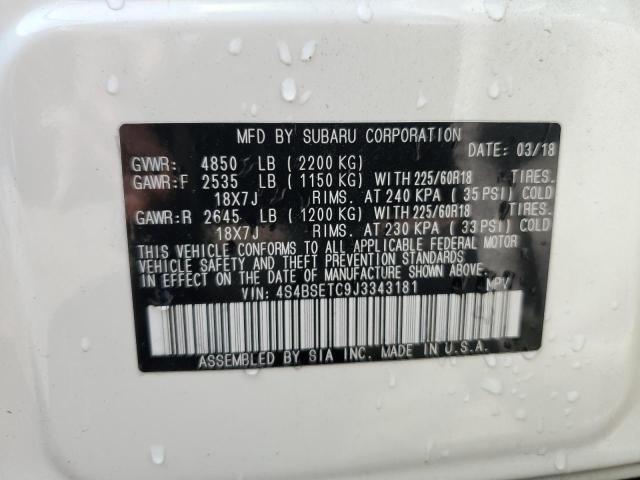 MFD BY SUBARU CORPORATION
DATE: 03/18
GVWR: 4850 LB (2200 KG)
GAWR:F 2535 LB (1150 KG) WITH 225/60R18 TIRES.
18X7J RIMS. AT 240 KPA (35 PSI) COLD
GAWR:R 2645 LB (1200 KG) WITH 225/60R18 TIRES.
18X7J RIMS. AT 230 KPA (33 PSI) COLD
THIS VEHICLE CONFORMS TO ALL APPLICABLE FEDERAL MOTOR
VEHICLE SAFETY AND THEFT PREVENTION STANDARDS
IN EFFECT ON THE DATE OF MANUFACTURE SHOWN ABOVE.
VIN: 4S4BSETC9J3343181 MPV
ASSEMBLED BY SIA INC. MADE IN U.S.A.